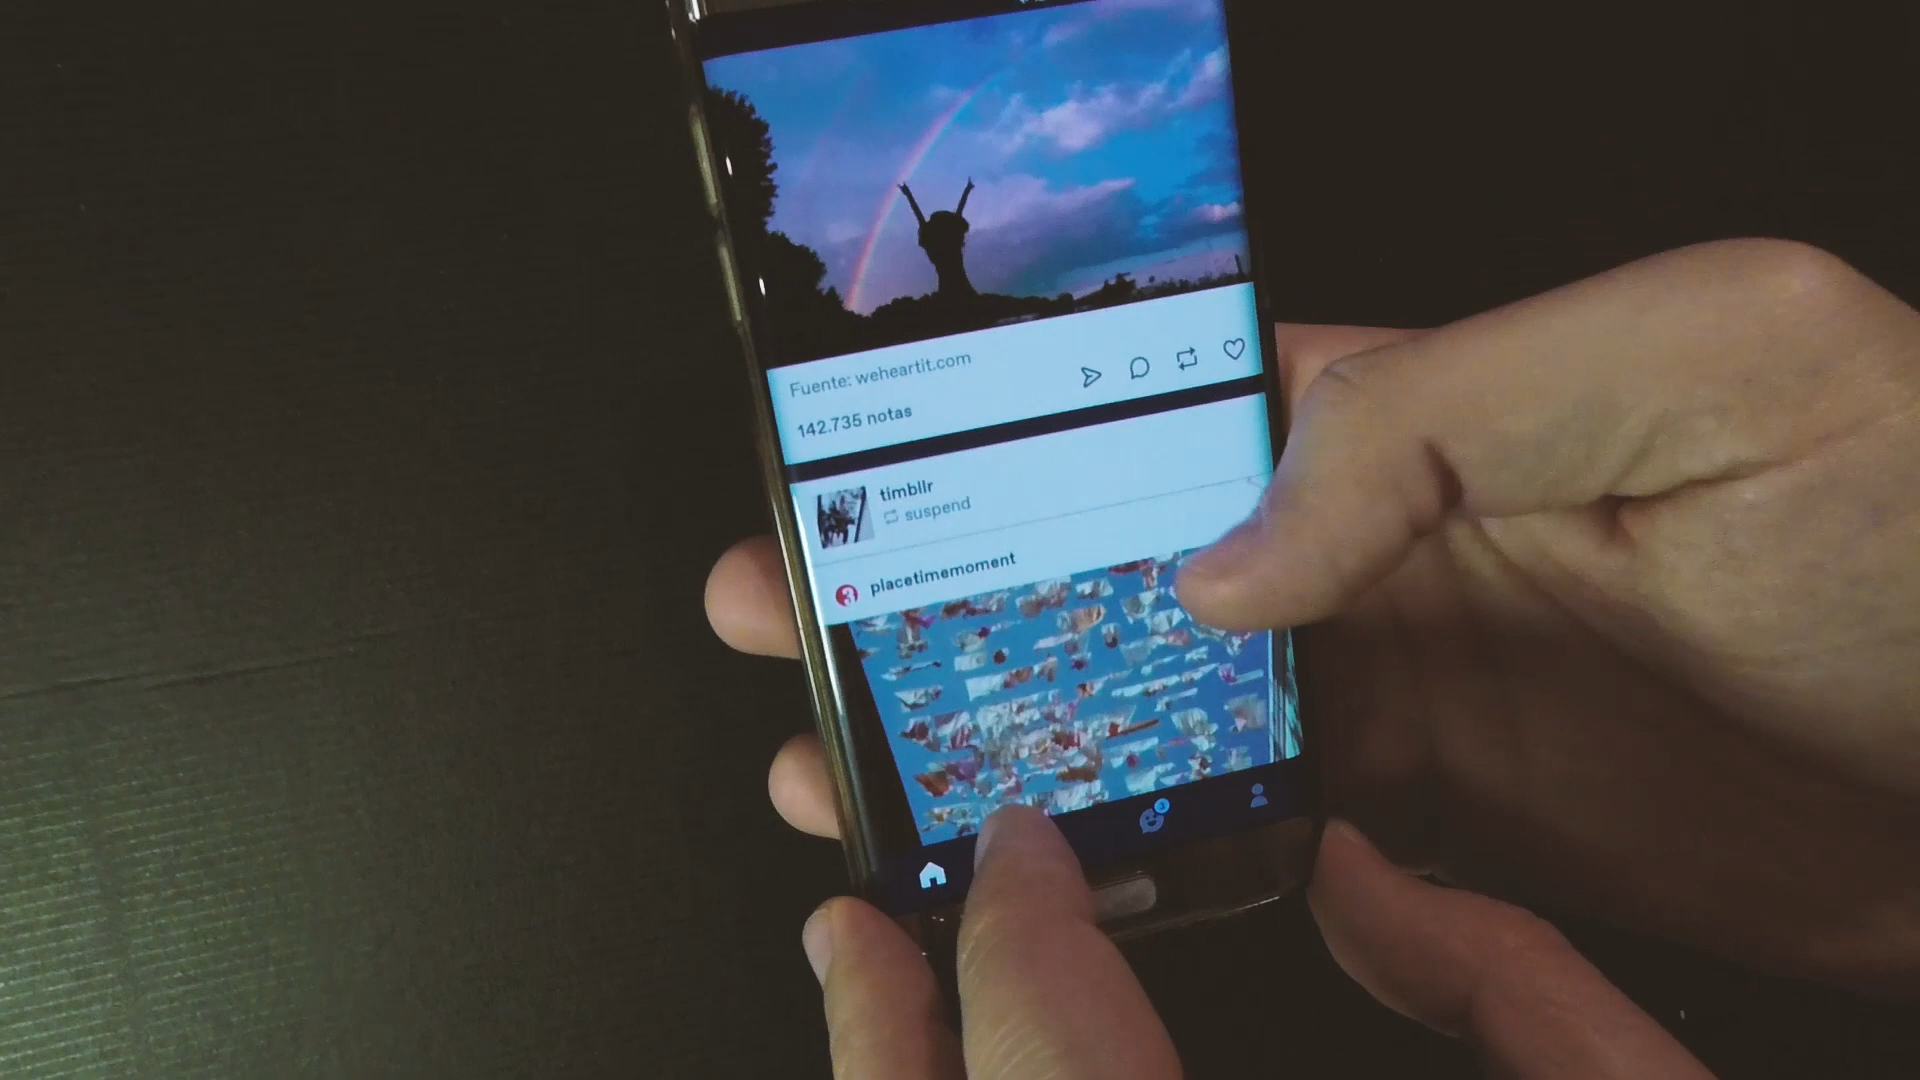 Fuente: weheartit.com
142.735 notas
timbllr
suspend
placetimemoment